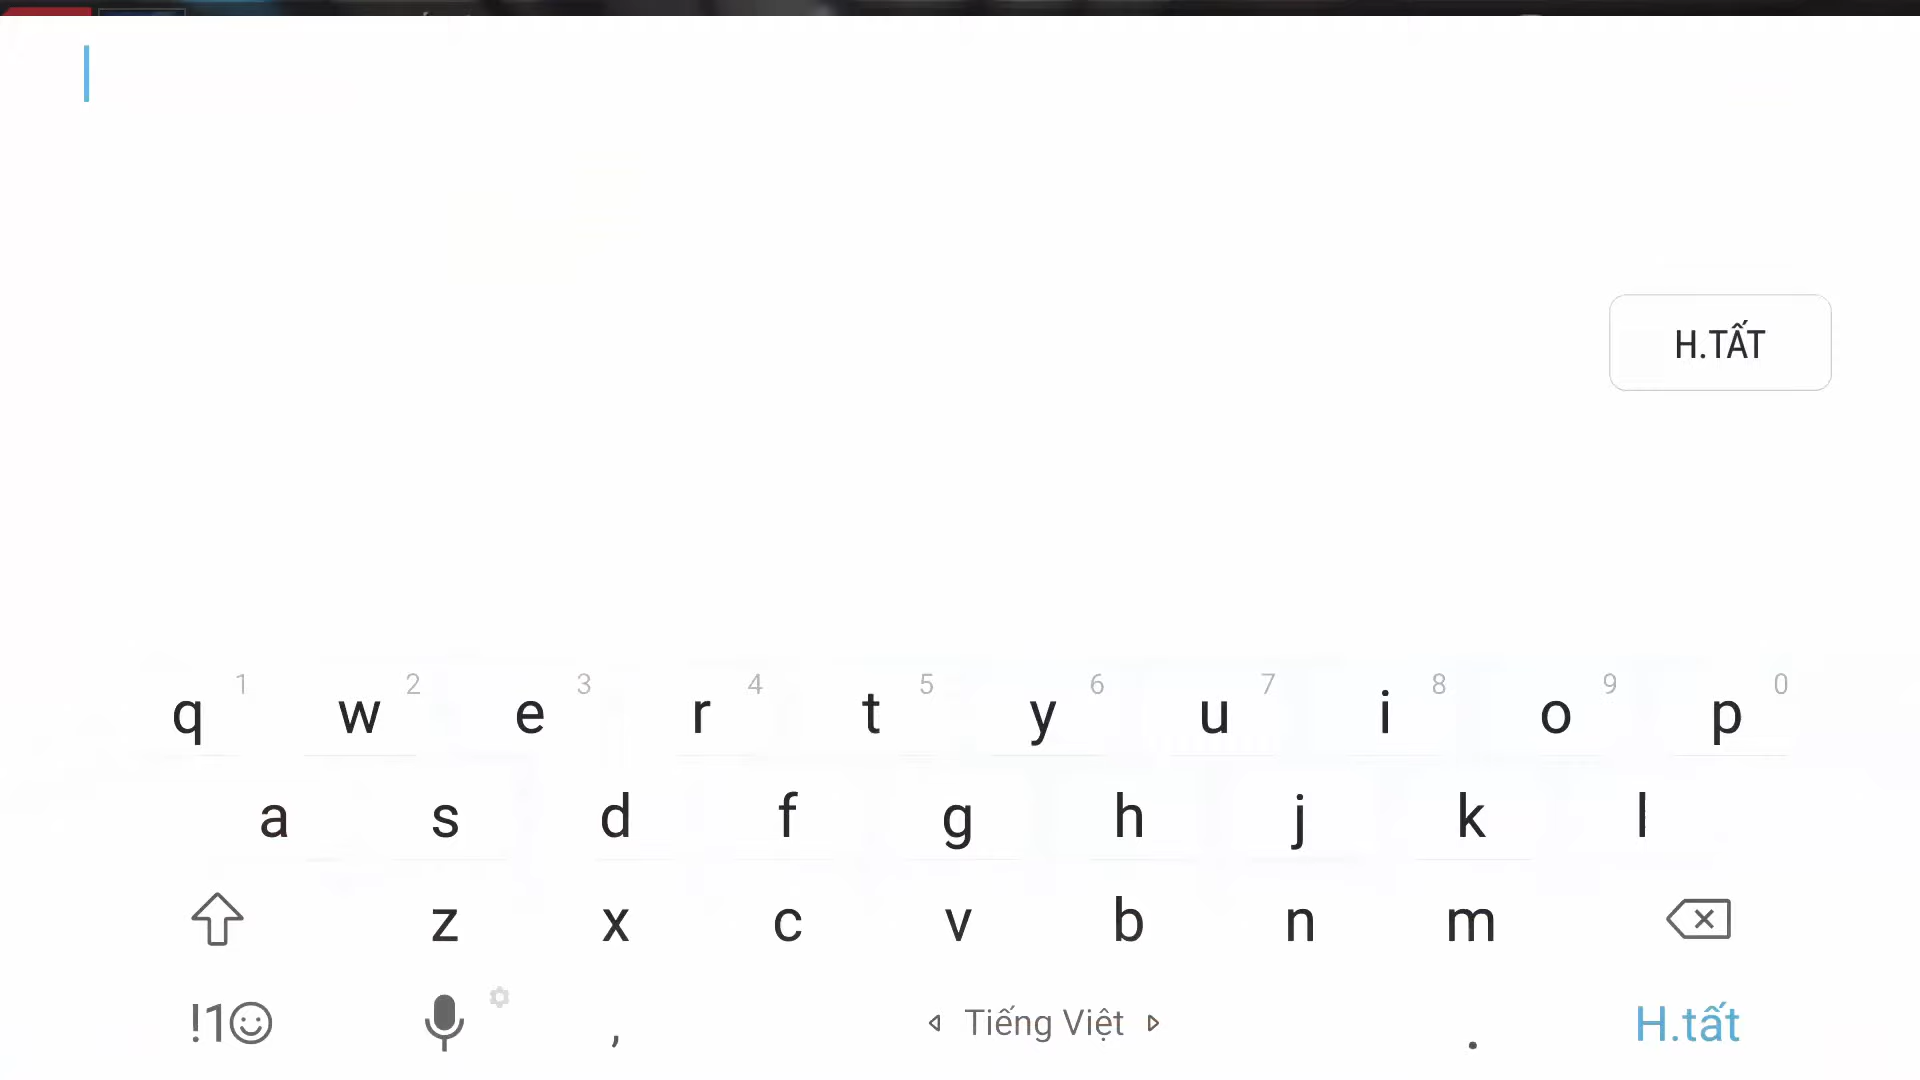 H.TẤT
q 1 w 2 e 3 r 4 t 5 y 6 u 7 i 8 o 9 p 0
a s d f g h j k l
z x c v b n m
!1☺ , Tiếng Việt . H.tất